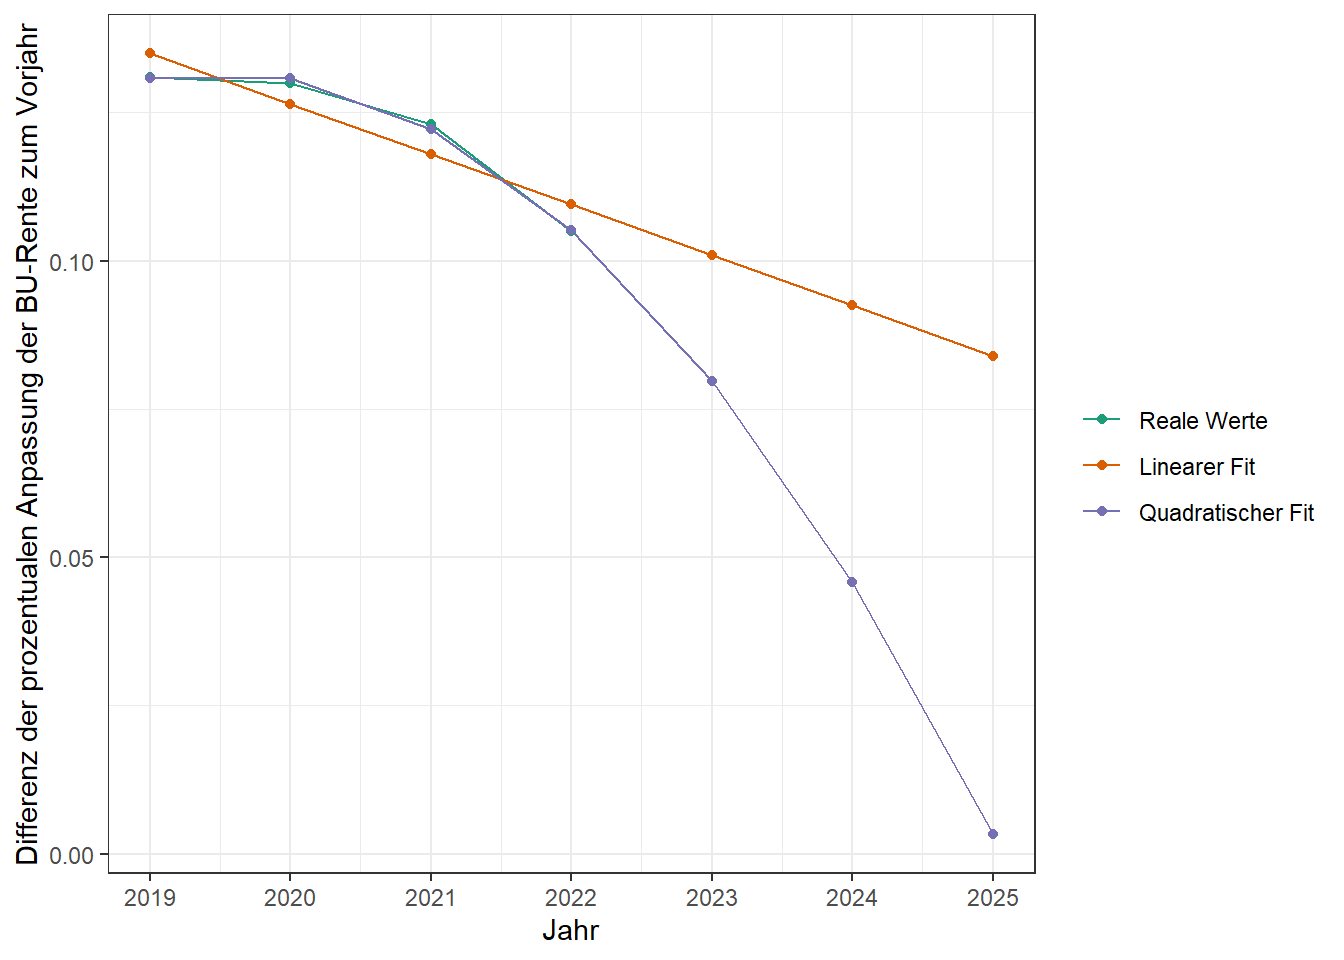 Differenz der prozentualen Anpassung der BU-Rente zum Vorjahr
0.10
0.05
0.00
2019 2020 2021 2022 2023 2024 2025
Jahr
Reale Werte
Linearer Fit
Quadratischer Fit